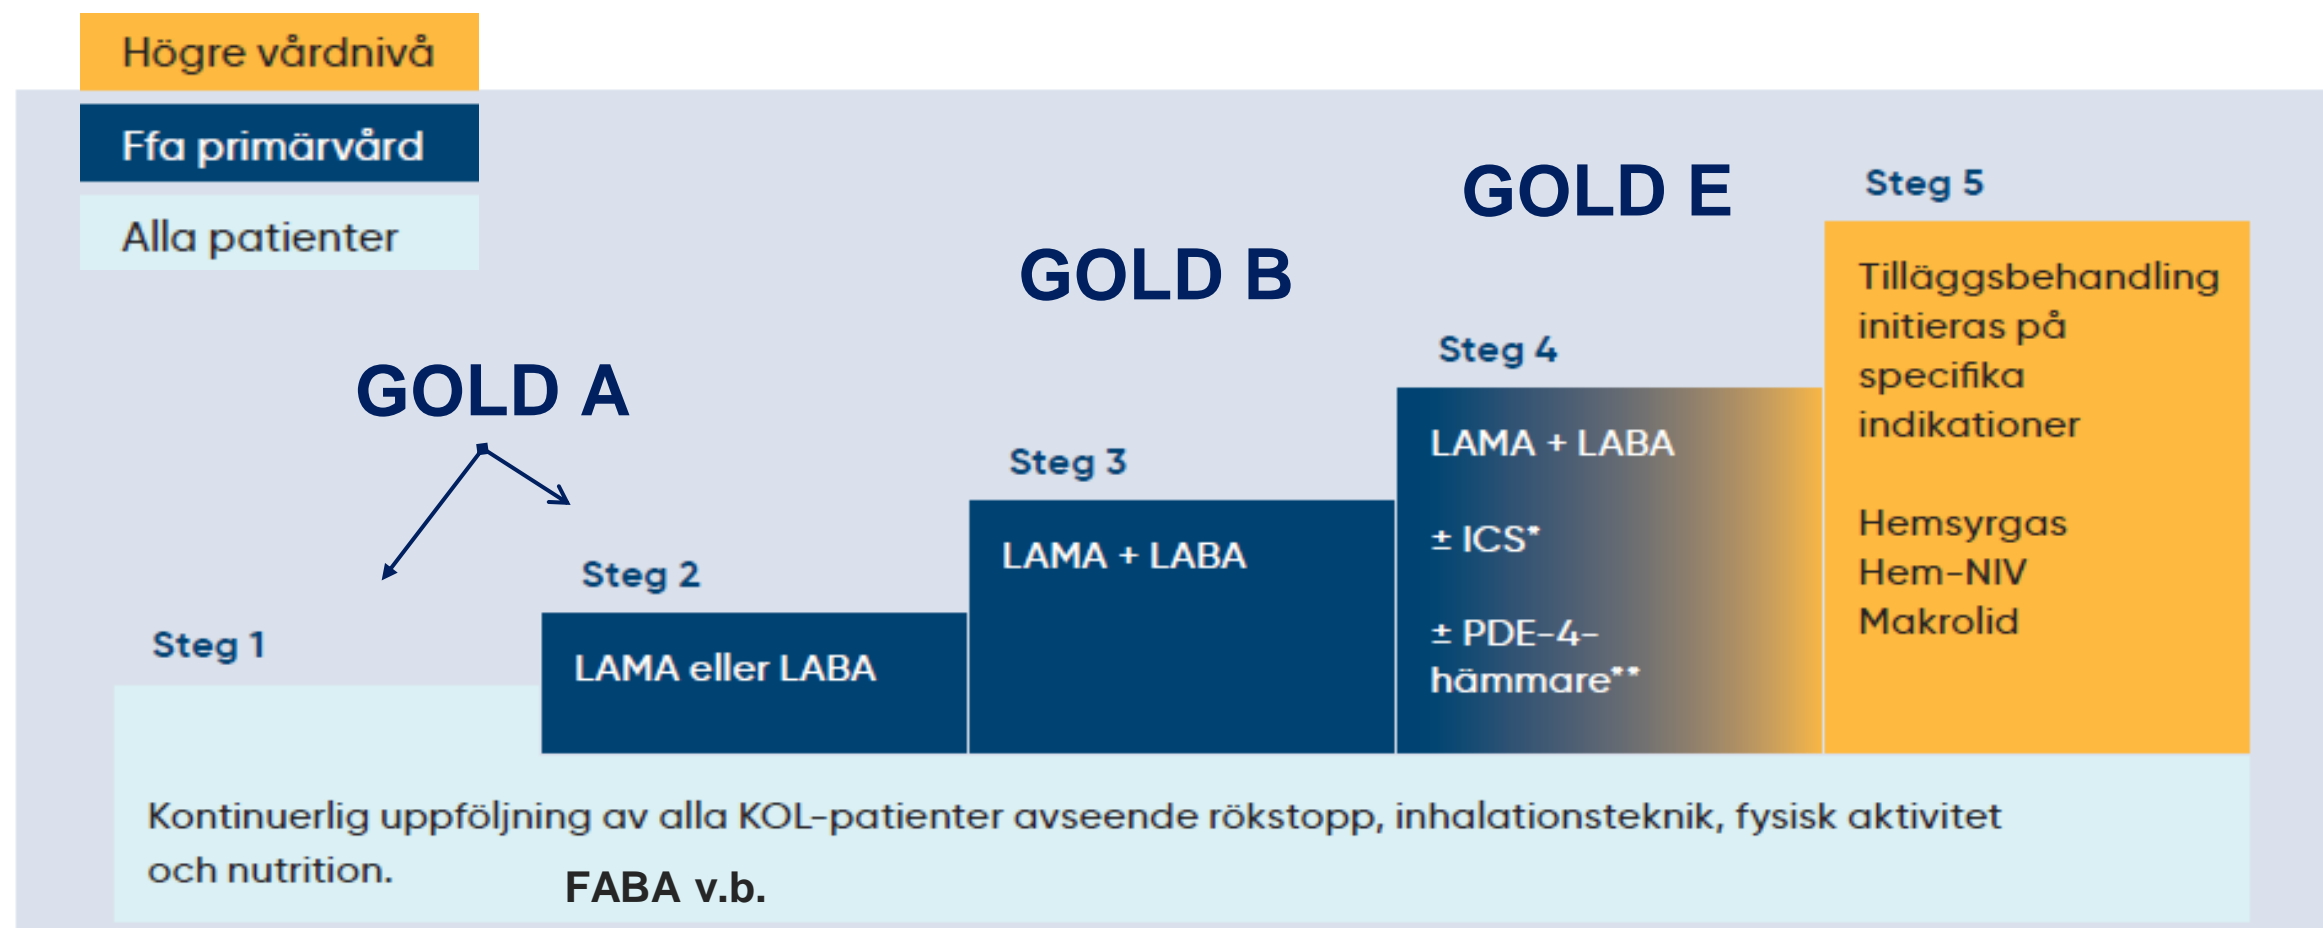 Högre vårdnivå
Ffa primärvård
Alla patienter
GOLD A
GOLD B
GOLD E
Steg 1
Steg 2
LAMA eller LABA
Steg 3
LAMA + LABA
Steg 4
LAMA + LABA
± ICS*
± PDE-4-
hämmare**
Steg 5
Tilläggsbehandling
initieras på
specifika
indikationer
Hemsyrgas
Hem-NIV
Makrolid
Kontinuerlig uppföljning av alla KOL-patienter avseende rökstopp, inhalationsteknik, fysisk aktivitet
och nutrition.
FABA v.b.